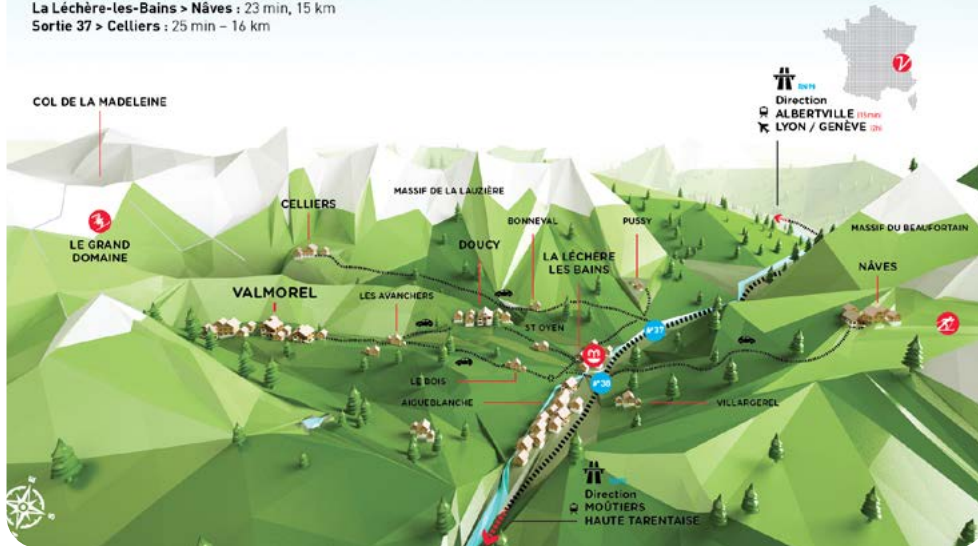 La Léchère-les-Bains > Nâves : 23 min, 15 km
Sortie 37 > Celliers : 25 min – 16 km
COL DE LA MADELEINE
Direction
ALBERTVILLE (15min)
LYON / GENÈVE (2h)
MASSIF DE LA LAUZIÈRE
CELLIERS
BONNEVAL
PUSSY
MASSIF DU BEAUFORTAIN
LE GRAND
DOMAINE
DOUCY
LA LÉCHÈRE
LES BAINS
NÂVES
VALMOREL
LES AVANCHERS
ST OYEN
N°37
LE BOIS
N°38
AIGUEBLANCHE
VILLARGEREL
Direction
MOÛTIERS
HAUTE TARENTAISE